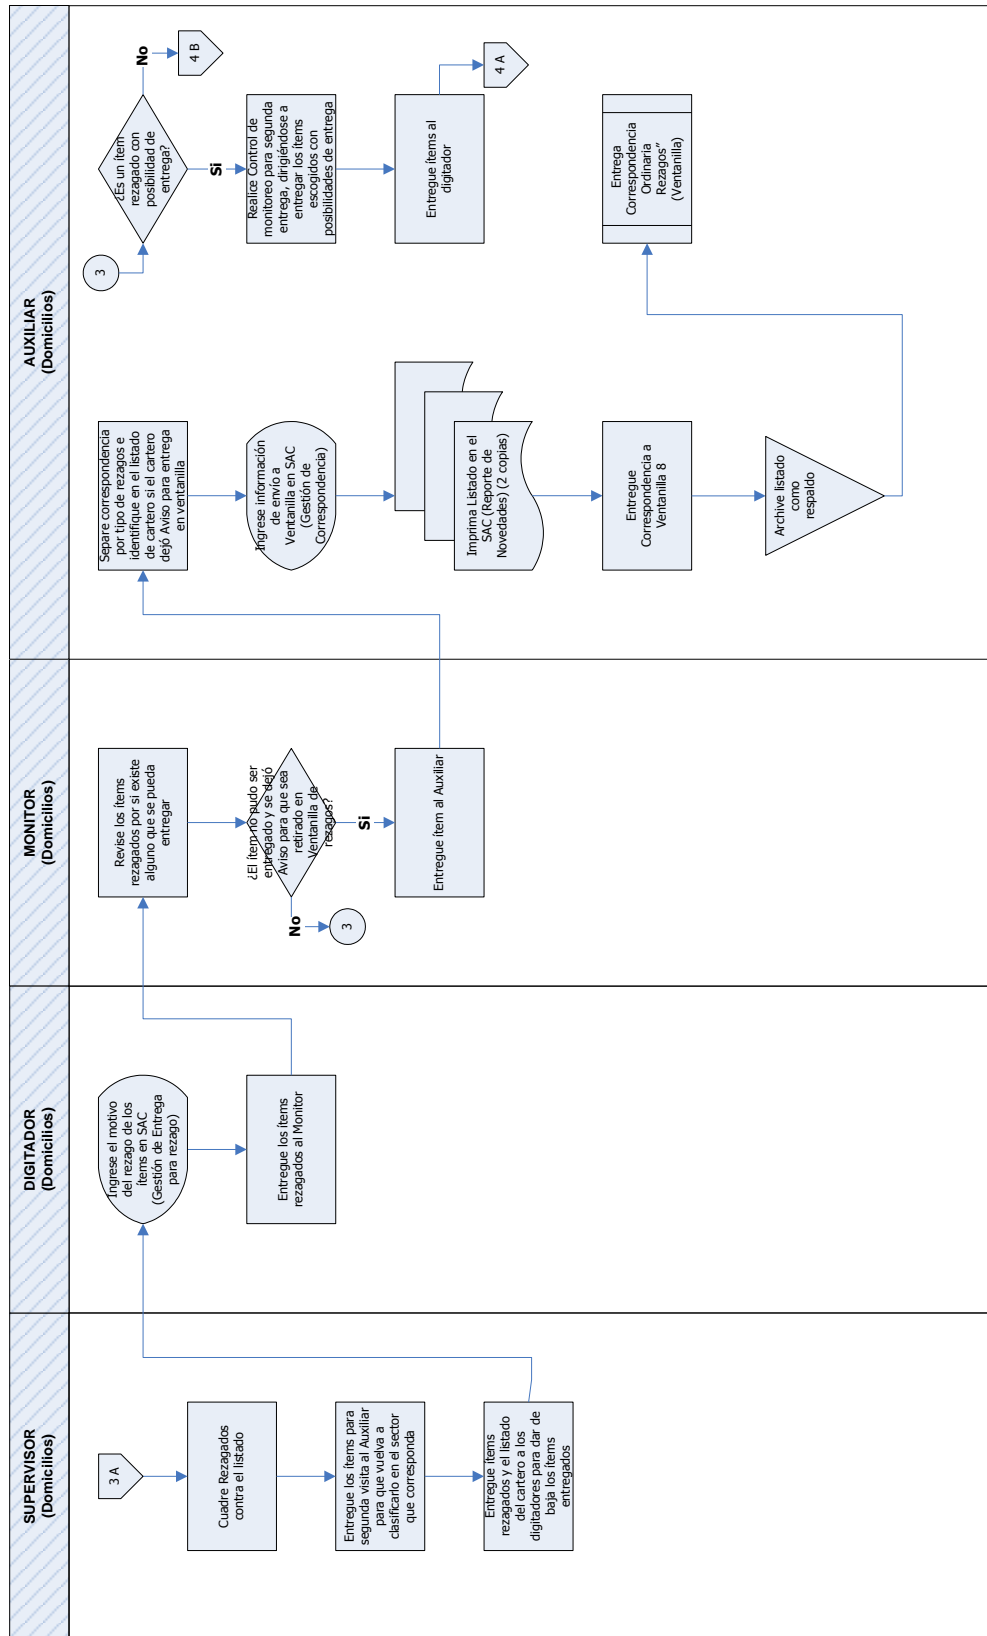 SUPERVISOR
(Domicilios)
3 A
Cuadre Rezagados
contra el listado
Entregue los ítems para
segunda visita al Auxiliar
para que vuelva a
clasificarlo en el sector
que corresponda
Entregue ítems
rezagados y el listado
del cartero a los
digitadores para dar de
baja los ítems
entregados
DIGITADOR
(Domicilios)
Ingrese el motivo
del rezago de los
ítems en SAC
(Gestión de Entrega
para rezago)
Entregue los ítems
rezagados al Monitor
MONITOR
(Domicilios)
Revise los ítems
rezagados por si existe
alguno que se pueda
entregar
¿El ítem no pudo ser
entregado y se dejó
Aviso para que sea
retirado en
Ventanilla de
rezagos?
No
3
Si
Entregue ítem al Auxiliar
AUXILIAR
(Domicilios)
Separe correspondencia
por tipo de rezagos e
identifique en el listado
de cartero si el cartero
dejó Aviso para entrega
en ventanilla
Ingrese información
de envío a
Ventanilla en SAC
(Gestión de
Correspondencia)
Imprima Listado en el
SAC (Reporte de
Novedades) (2 copias)
Entregue
Correspondencia a
Ventanilla 8
Archive listado
como
respaldo
3
¿Es un ítem
rezagado con
posibilidad de
entrega?
No
4 B
Si
Realice Control de
monitoreo para segunda
entrega, dirigiéndose a
entregar los ítems
escogidos con
posibilidades de entrega
Entregue ítems al
digitador
4 A
Entrega
Correspondencia
Ordinaria
Rezagos"
(Ventanilla)